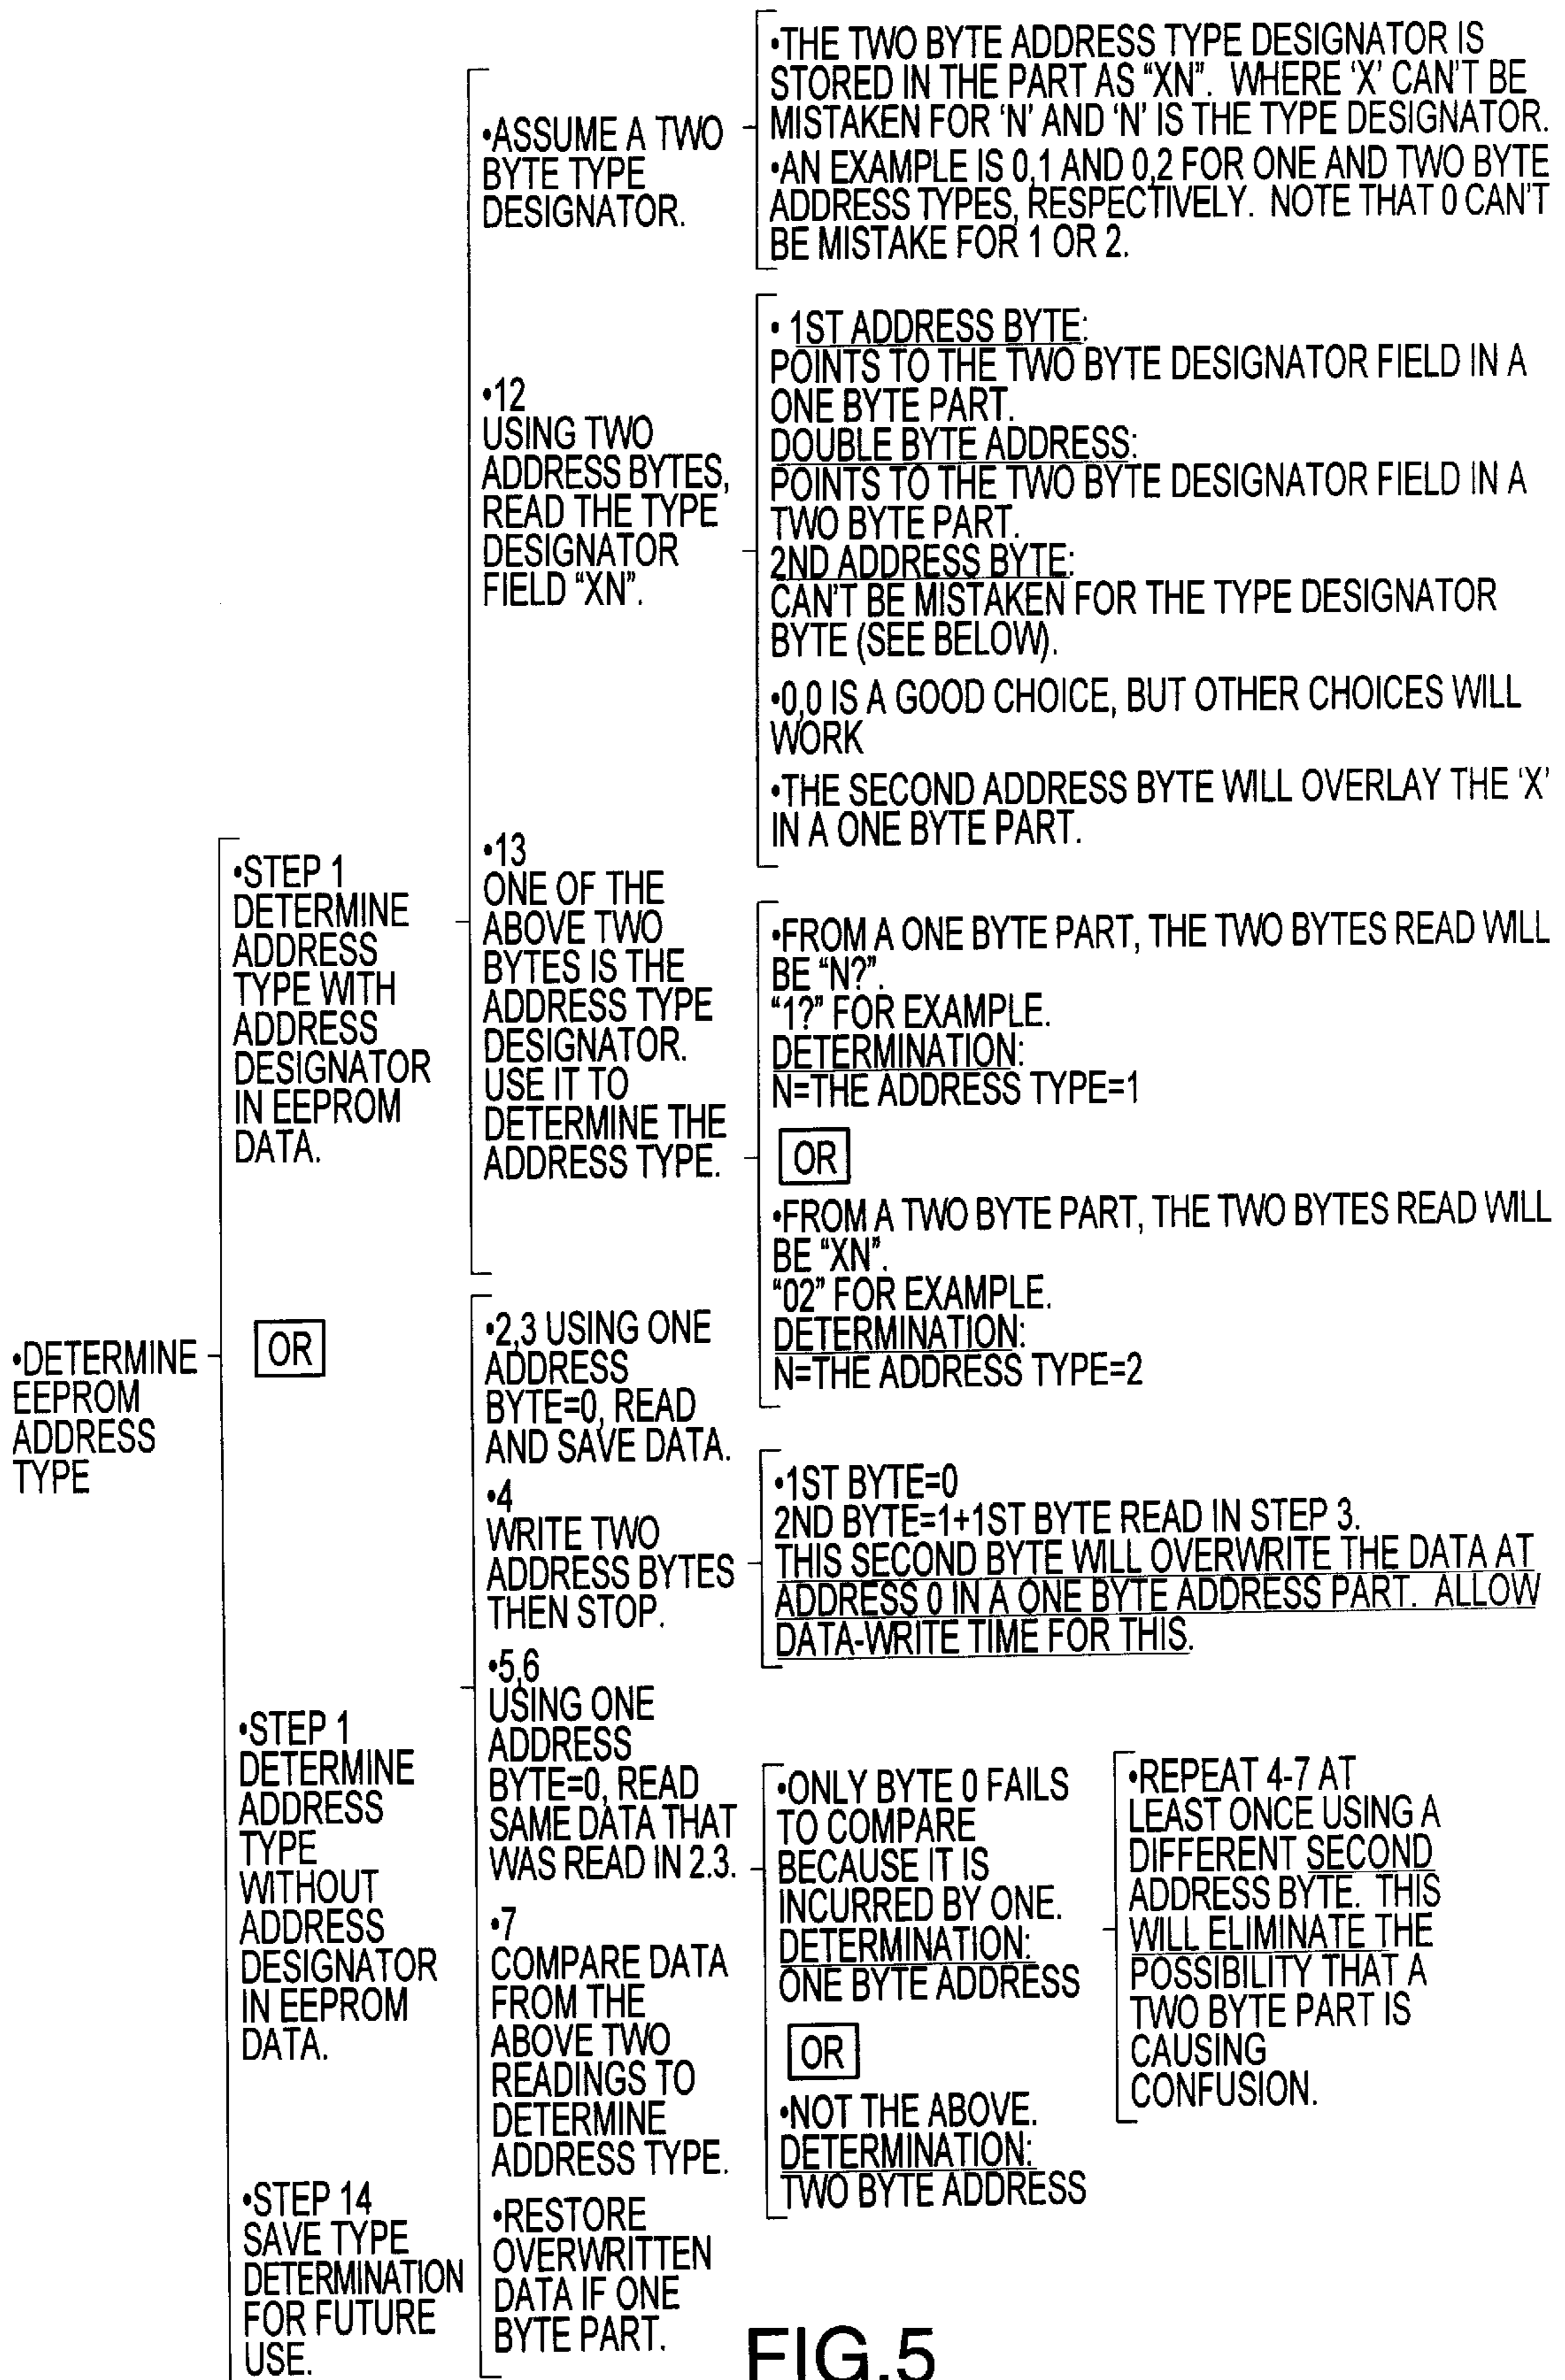 •DETERMINE
EEPROM
ADDRESS
TYPE
•STEP 1
DETERMINE
ADDRESS
TYPE WITH
ADDRESS
DESIGNATOR
IN EEPROM
DATA.
OR
•STEP 1
DETERMINE
ADDRESS
TYPE
WITHOUT
ADDRESS
DESIGNATOR
IN EEPROM
DATA.
•STEP 14
SAVE TYPE
DETERMINATION
FOR FUTURE
USE.
•ASSUME A TWO
BYTE TYPE
DESIGNATOR.
•12
USING TWO
ADDRESS BYTES,
READ THE TYPE
DESIGNATOR
FIELD “XN”.
•13
ONE OF THE
ABOVE TWO
BYTES IS THE
ADDRESS TYPE
DESIGNATOR.
USE IT TO
DETERMINE THE
ADDRESS TYPE.
•THE TWO BYTE ADDRESS TYPE DESIGNATOR IS
STORED IN THE PART AS “XN”. WHERE ‘X’ CAN'T BE
MISTAKEN FOR ‘N’ AND ‘N’ IS THE TYPE DESIGNATOR.
•AN EXAMPLE IS 0,1 AND 0,2 FOR ONE AND TWO BYTE
ADDRESS TYPES, RESPECTIVELY. NOTE THAT 0 CAN'T
BE MISTAKE FOR 1 OR 2.
• 1ST ADDRESS BYTE:
POINTS TO THE TWO BYTE DESIGNATOR FIELD IN A
ONE BYTE PART.
DOUBLE BYTE ADDRESS:
POINTS TO THE TWO BYTE DESIGNATOR FIELD IN A
TWO BYTE PART.
2ND ADDRESS BYTE:
CAN'T BE MISTAKEN FOR THE TYPE DESIGNATOR
BYTE (SEE BELOW).
•0,0 IS A GOOD CHOICE, BUT OTHER CHOICES WILL
WORK
•THE SECOND ADDRESS BYTE WILL OVERLAY THE ‘X’
IN A ONE BYTE PART.
•FROM A ONE BYTE PART, THE TWO BYTES READ WILL
BE “N?”.
“1?” FOR EXAMPLE.
DETERMINATION:
N=THE ADDRESS TYPE=1
OR
•FROM A TWO BYTE PART, THE TWO BYTES READ WILL
BE “XN”.
“02” FOR EXAMPLE.
DETERMINATION:
N=THE ADDRESS TYPE=2
•2,3 USING ONE
ADDRESS
BYTE=0, READ
AND SAVE DATA.
•4
WRITE TWO
ADDRESS BYTES
THEN STOP.
•5,6
USING ONE
ADDRESS
BYTE=0, READ
SAME DATA THAT
WAS READ IN 2.3.
•7
COMPARE DATA
FROM THE
ABOVE TWO
READINGS TO
DETERMINE
ADDRESS TYPE.
•RESTORE
OVERWRITTEN
DATA IF ONE
BYTE PART.
•1ST BYTE=0
2ND BYTE=1+1ST BYTE READ IN STEP 3.
THIS SECOND BYTE WILL OVERWRITE THE DATA AT
ADDRESS 0 IN A ONE BYTE ADDRESS PART. ALLOW
DATA-WRITE TIME FOR THIS.
•ONLY BYTE 0 FAILS
TO COMPARE
BECAUSE IT IS
INCURRED BY ONE.
DETERMINATION:
ONE BYTE ADDRESS
OR
•NOT THE ABOVE.
DETERMINATION:
TWO BYTE ADDRESS
•REPEAT 4-7 AT
LEAST ONCE USING A
DIFFERENT SECOND
ADDRESS BYTE. THIS
WILL ELIMINATE THE
POSSIBILITY THAT A
TWO BYTE PART IS
CAUSING
CONFUSION.
FIG.5